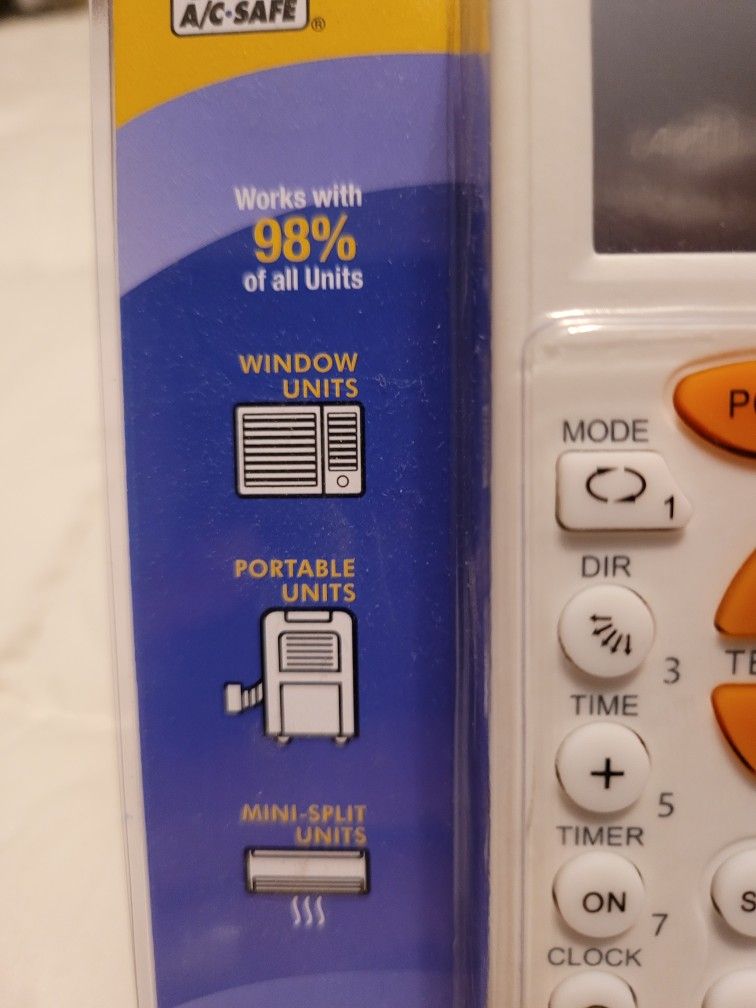 A/C·SAFE®
Works with
98%
of all Units
WINDOW
UNITS
PORTABLE
UNITS
MINI-SPLIT
UNITS
MODE
1
DIR
3
TIME
+
5
TIMER
ON
7
CLOCK